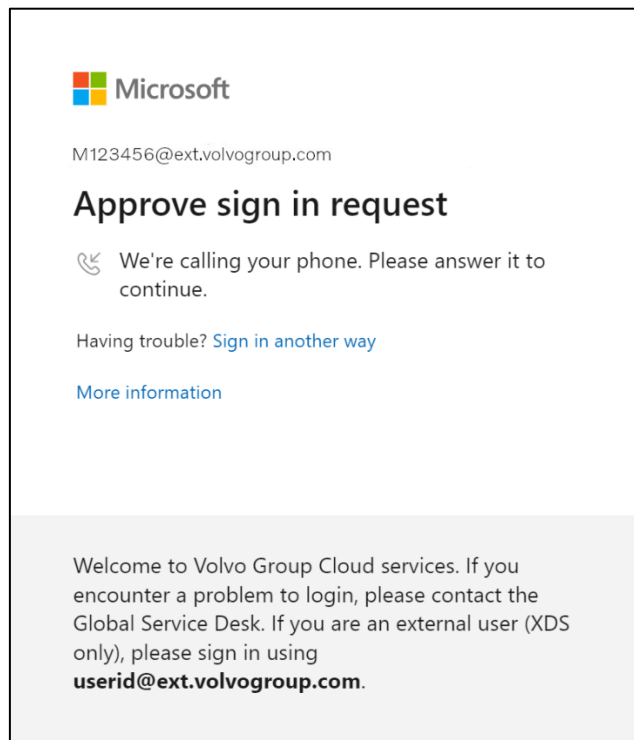 Microsoft
M123456@ext.volvogroup.com
Approve sign in request
We're calling your phone. Please answer it to
continue.
Having trouble? Sign in another way
More information
Welcome to Volvo Group Cloud services. If you
encounter a problem to login, please contact the
Global Service Desk. If you are an external user (XDS
only), please sign in using
userid@ext.volvogroup.com.